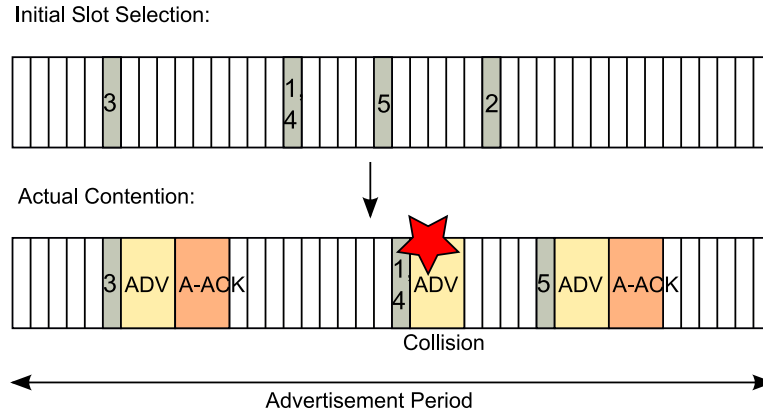 Initial Slot Selection:
3
1,
4
5
2
Actual Contention:
3 ADV A-ACK
1,
4
ADV
5 ADV A-ACK
Collision
Advertisement Period